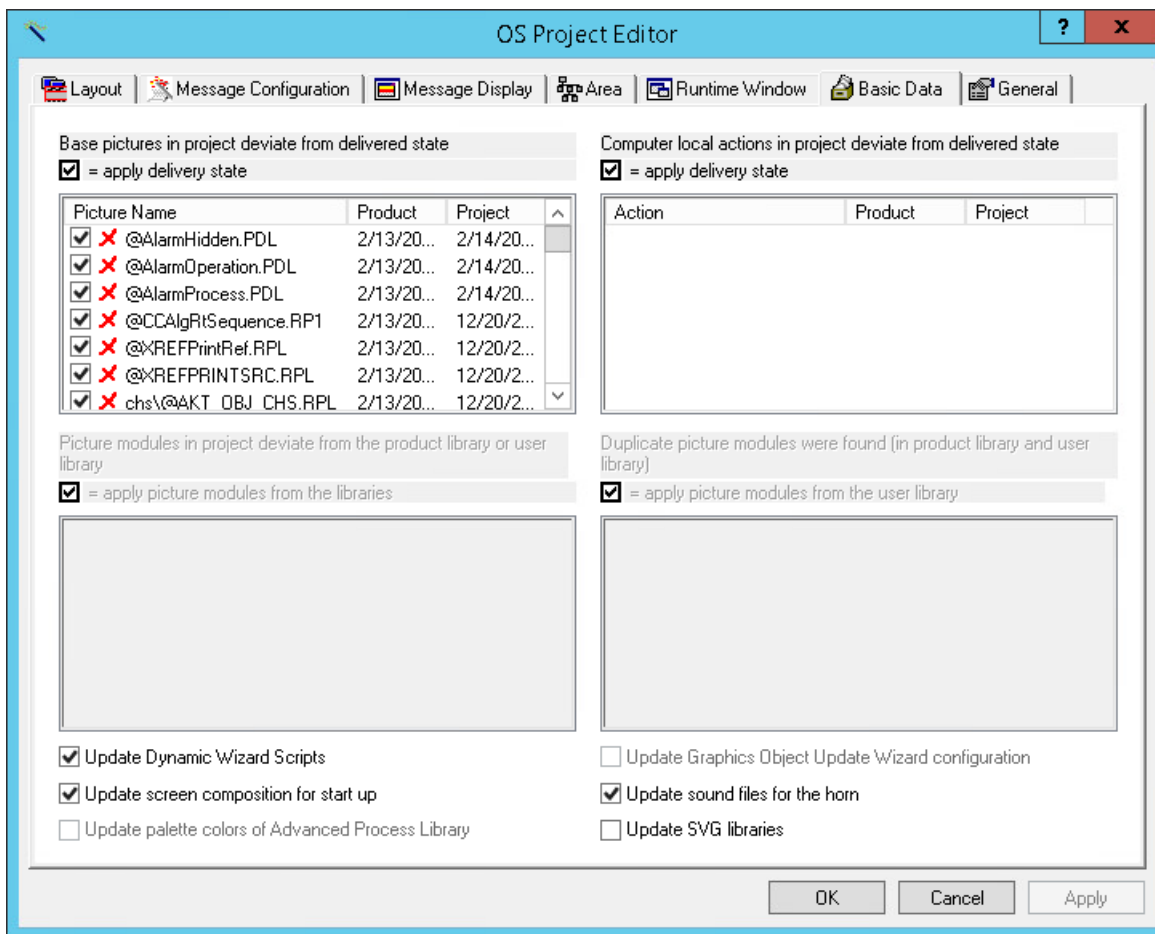 OS Project Editor
?
x
Layout
Message Configuration
Message Display
Area
Runtime Window
Basic Data
General
Base pictures in project deviate from delivered state
= apply delivery state
Picture Name Product Project
@AlarmHidden.PDL 2/13/20... 2/14/20...
@AlarmOperation.PDL 2/13/20... 2/14/20...
@AlarmProcess.PDL 2/13/20... 2/14/20...
@CCAlgRtSequence.RP1 2/13/20... 12/20/2...
@XREFPrintRef.RPL 2/13/20... 12/20/2...
@XREFPRINTSRC.RPL 2/13/20... 12/20/2...
chs\@AKT_OBJ_CHS.RPL 2/13/20... 12/20/2...
Computer local actions in project deviate from delivered state
= apply delivery state
Action Product Project
Picture modules in project deviate from the product library or user
library
= apply picture modules from the libraries
Duplicate picture modules were found (in product library and user
library)
= apply picture modules from the user library
Update Dynamic Wizard Scripts
Update screen composition for start up
Update palette colors of Advanced Process Library
Update Graphics Object Update Wizard configuration
Update sound files for the horn
Update SVG libraries
OK
Cancel
Apply